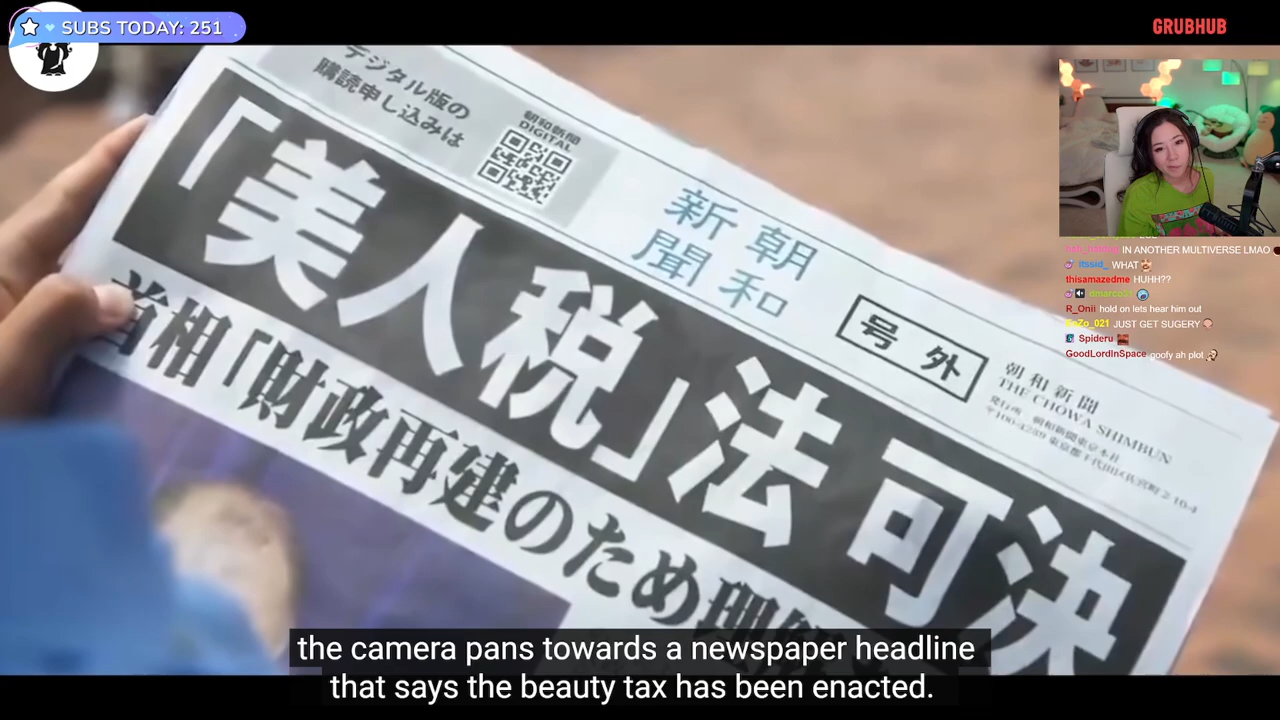 SUBS TODAY: 251
GRUBHUB
デジタル版の
購読申し込みは
朝和新聞
DIGITAL
朝和
新聞
号外
朝和新聞
THE CHOWA SHIMBUN
「美人税」法 可決
首相「財政再建のため理解
IN ANOTHER MULTIVERSE LMAO
itssid_ WHAT
thisamazedme HUHH??
R_Onii hold on lets hear him out
EnZo_021 JUST GET SUGERY
Spideru
GoodLordInSpace goofy ah plot
the camera pans towards a newspaper headline
that says the beauty tax has been enacted.